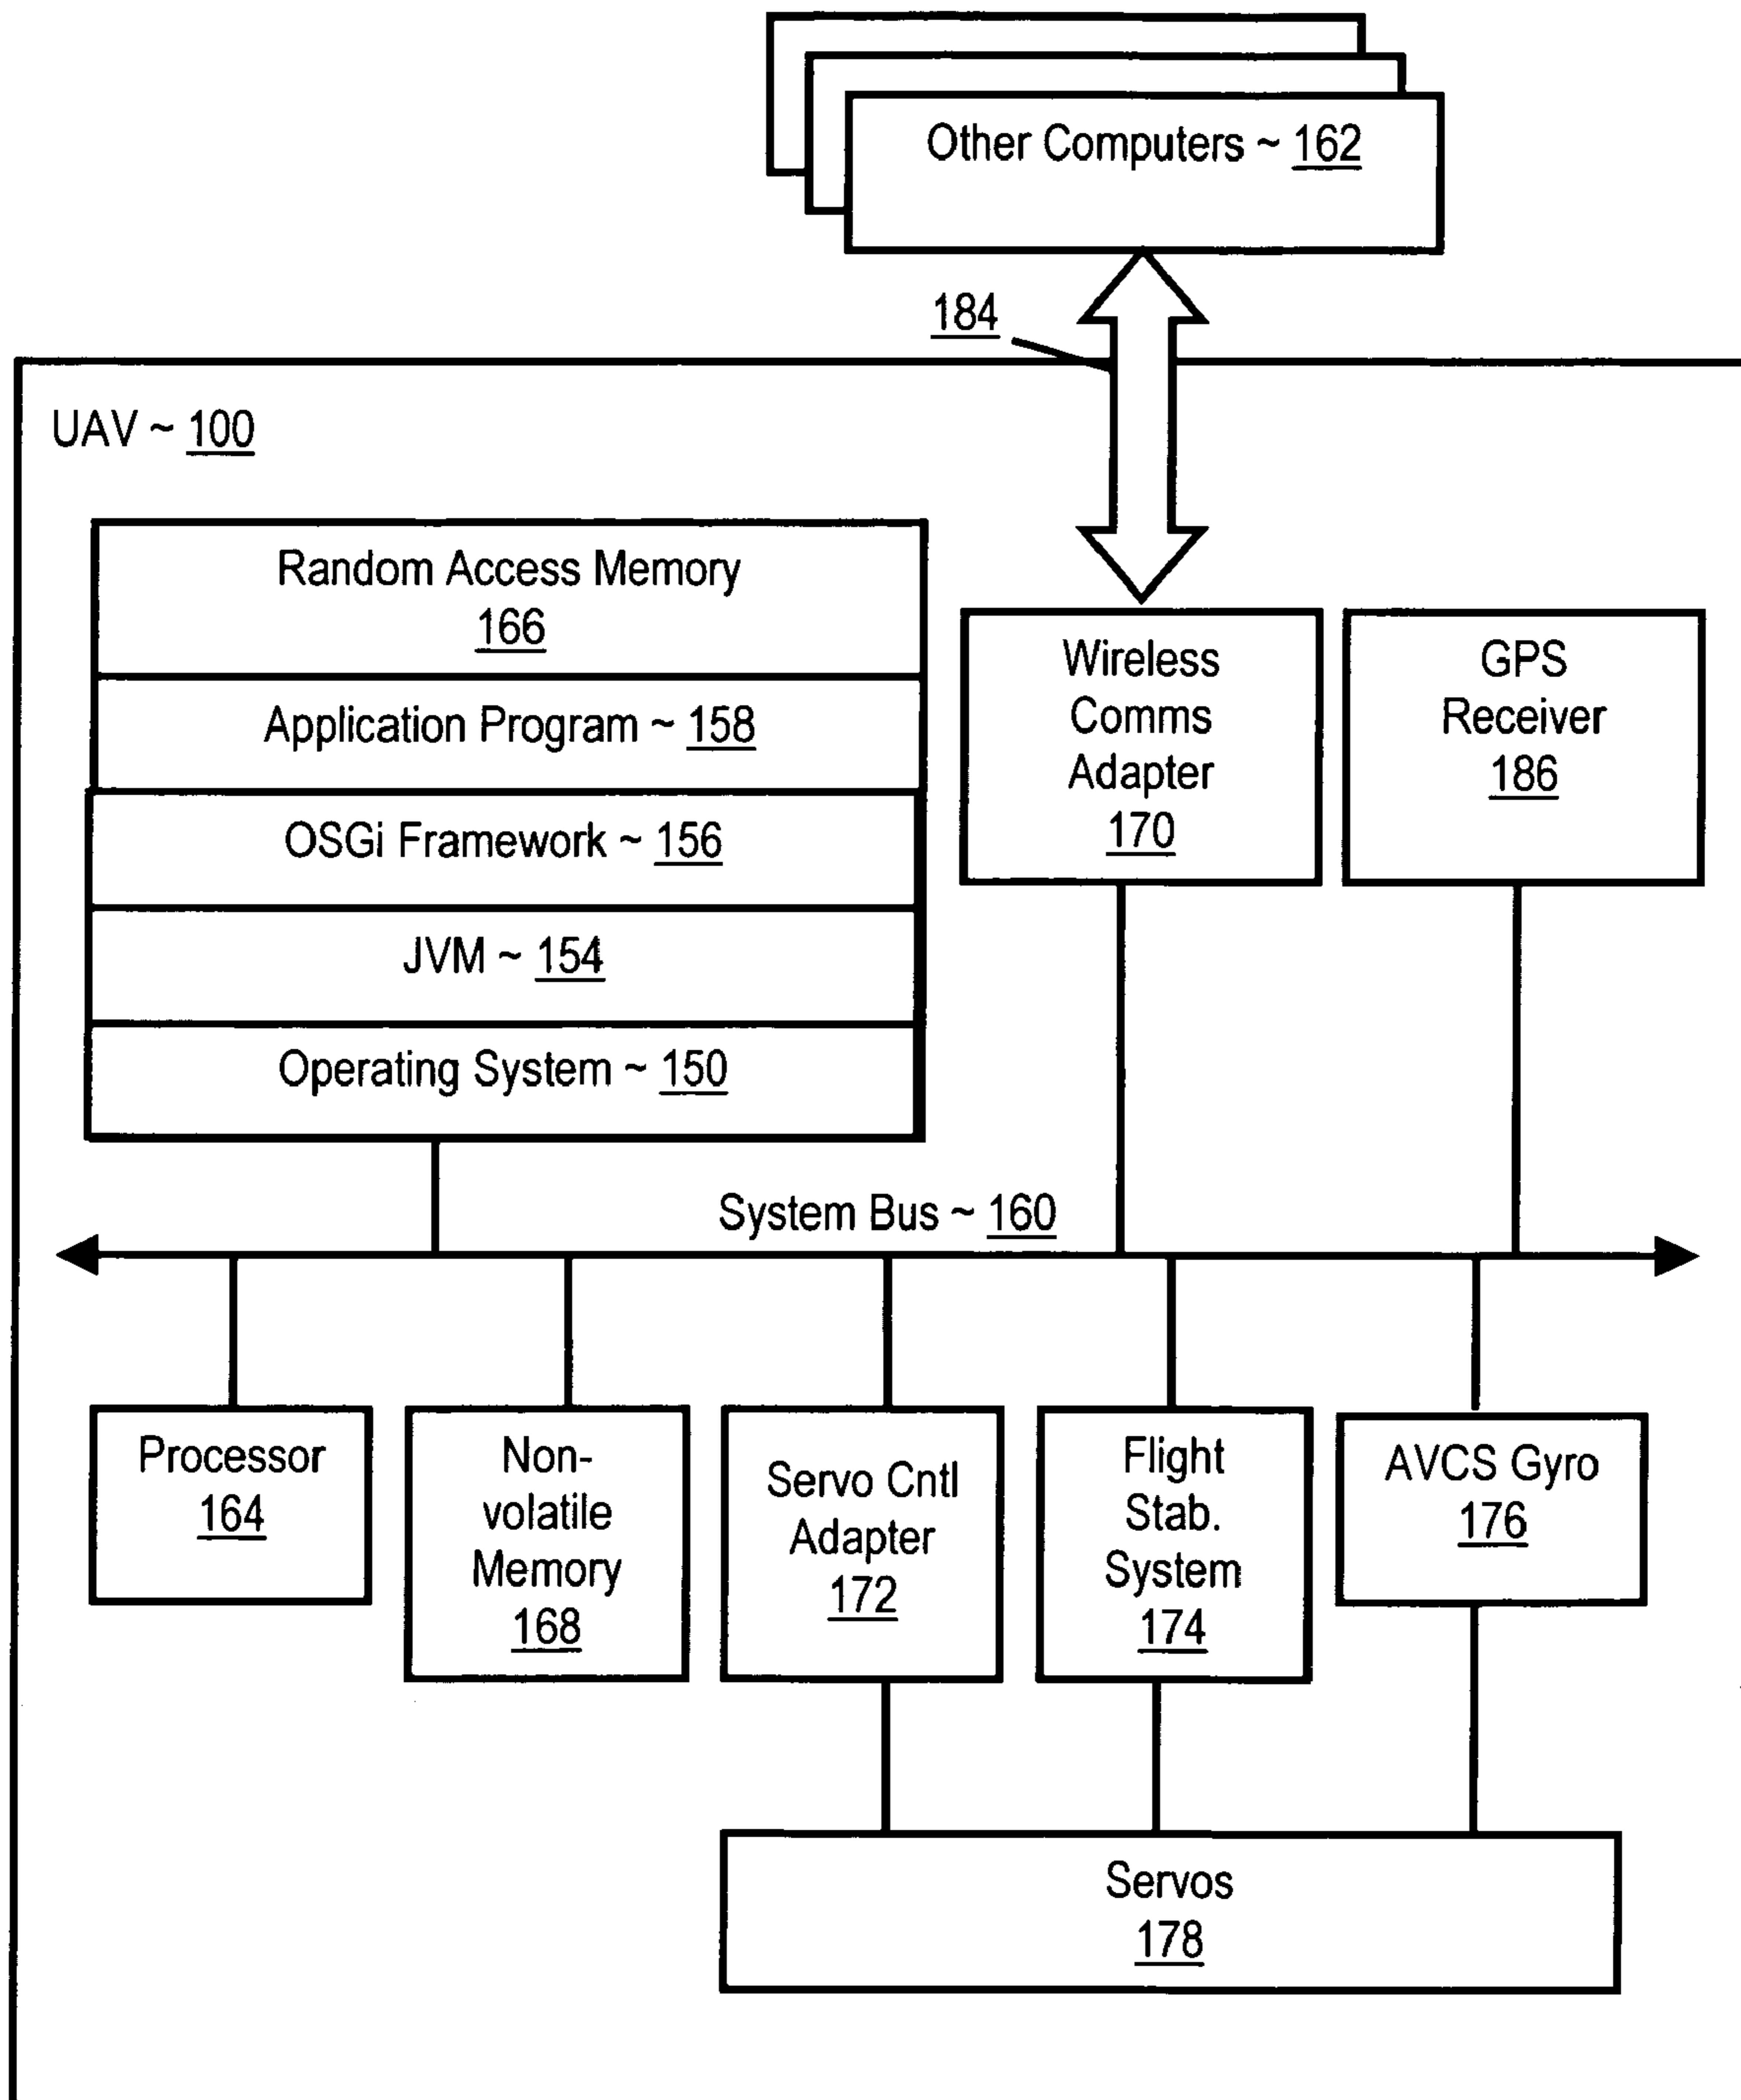 Other Computers ~ 162
184
UAV ~ 100
Random Access Memory
166
Application Program ~ 158
OSGi Framework ~ 156
JVM ~ 154
Operating System ~ 150
Wireless
Comms
Adapter
170
GPS
Receiver
186
System Bus ~ 160
Processor
164
Non-
volatile
Memory
168
Servo Cntl
Adapter
172
Flight
Stab.
System
174
AVCS Gyro
176
Servos
178